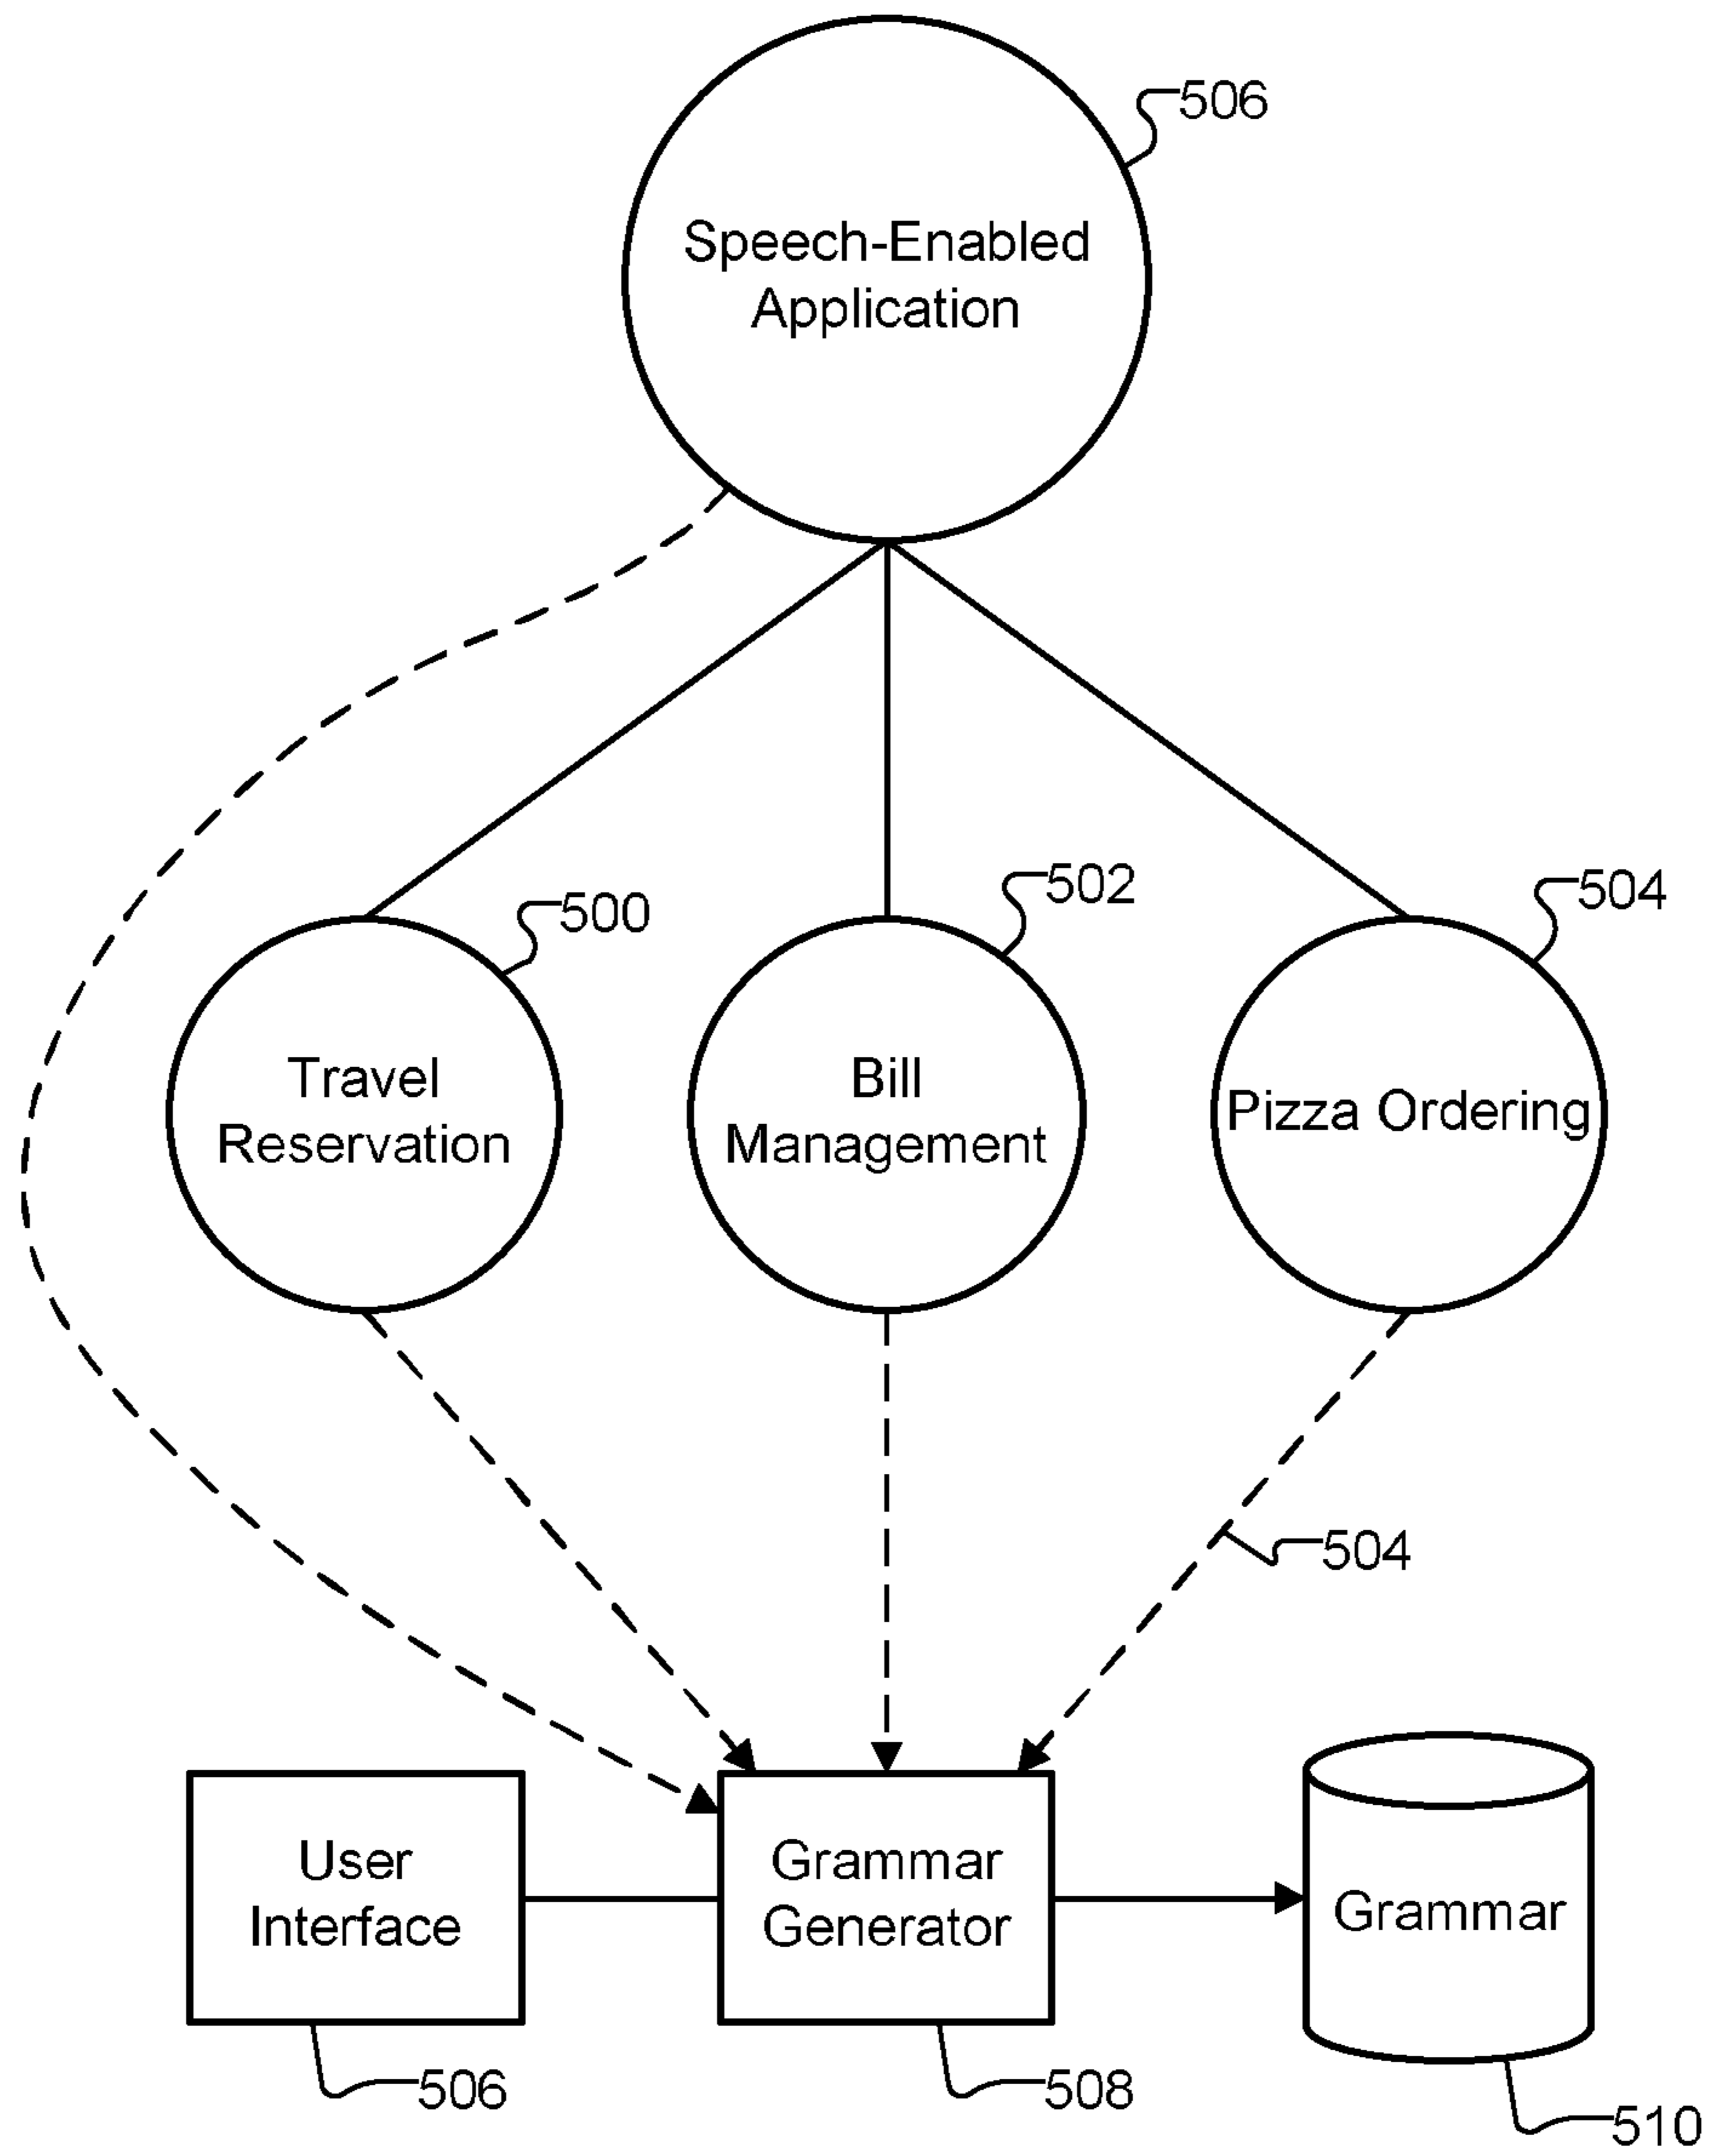 506
Speech-Enabled
Application
500
502
504
Travel
Reservation
Bill
Management
Pizza Ordering
504
User
Interface
Grammar
Generator
Grammar
506
508
510